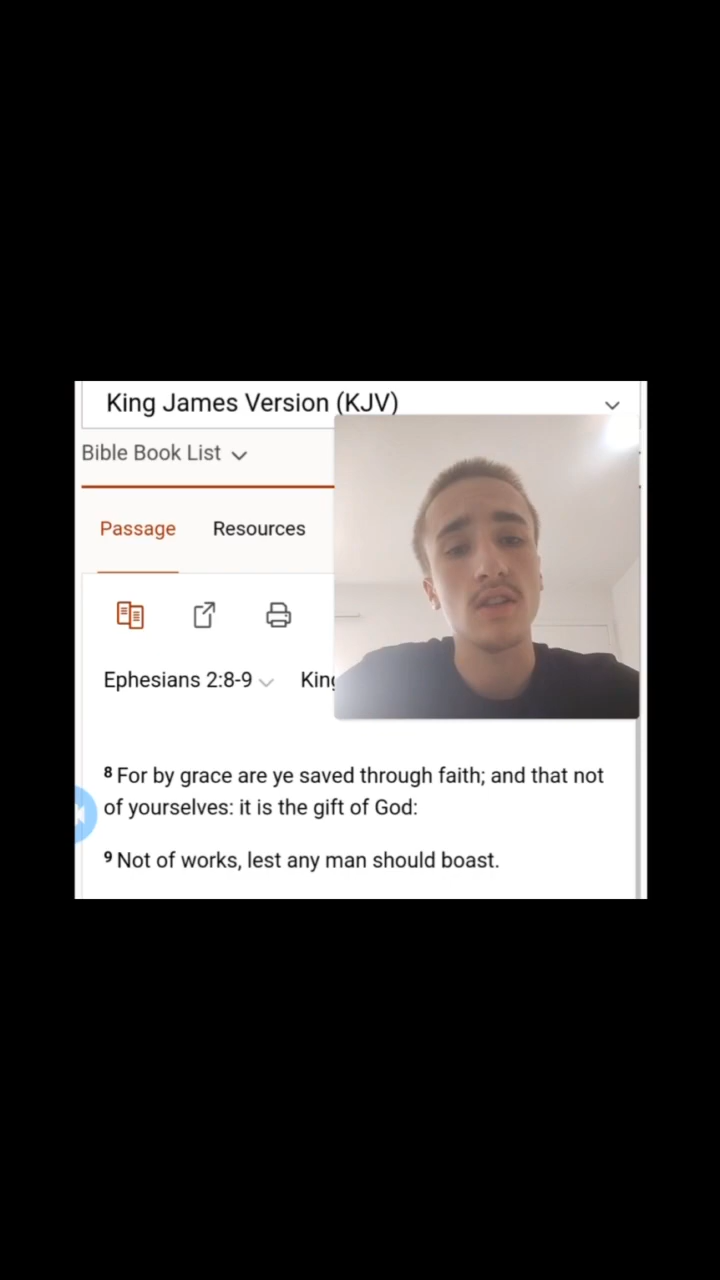 King James Version (KJV)
Bible Book List
Passage Resources
Ephesians 2:8-9
8 For by grace are ye saved through faith; and that not
of yourselves: it is the gift of God:
9 Not of works, lest any man should boast.